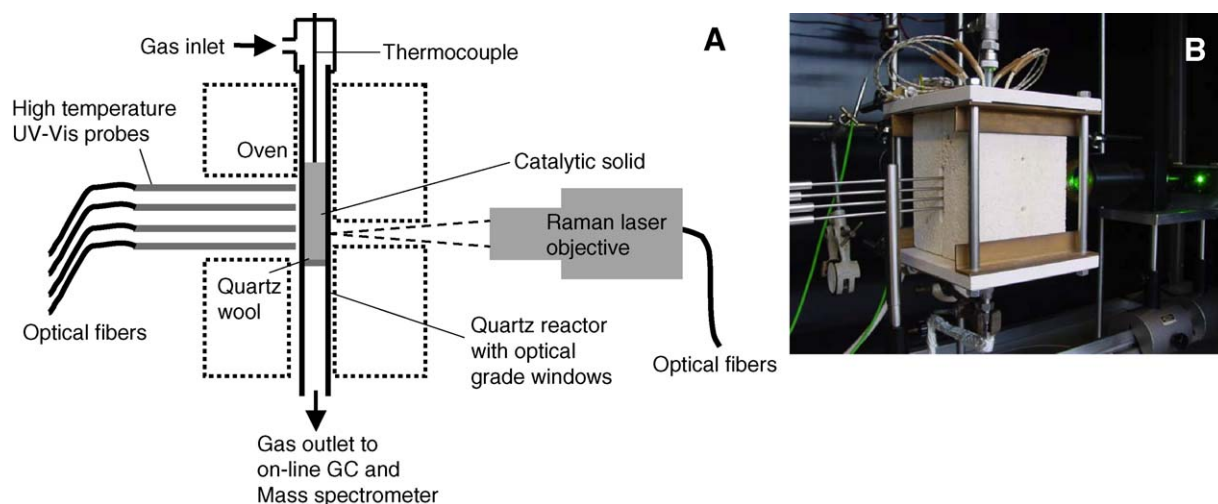 Gas inlet
Thermocouple
A
B
High temperature
UV-Vis probes
Oven
Catalytic solid
Raman laser
objective
Quartz
wool
Optical fibers
Quartz reactor
with optical
grade windows
Optical fibers
Gas outlet to
on-line GC and
Mass spectrometer